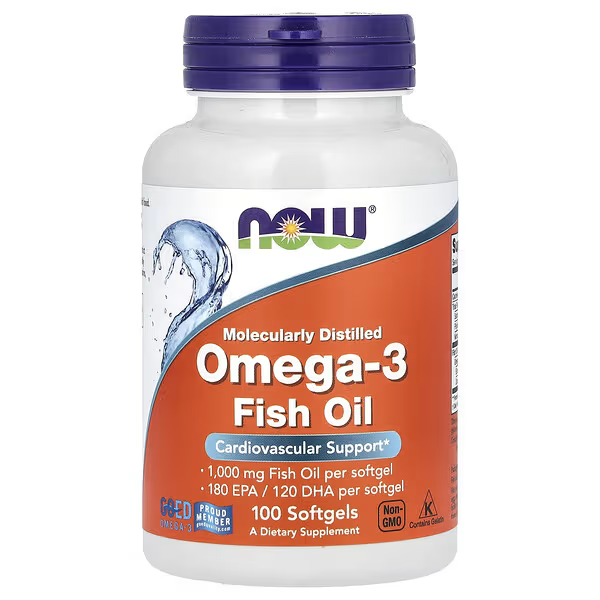 NOW®
Molecularly Distilled
Omega-3
Fish Oil
Cardiovascular Support*
• 1,000 mg Fish Oil per softgel
• 180 EPA / 120 DHA per softgel
100 Softgels
A Dietary Supplement
GOED
OMEGA-3
PROUD
MEMBER
Non-
GMO
K
Contains Gelatin